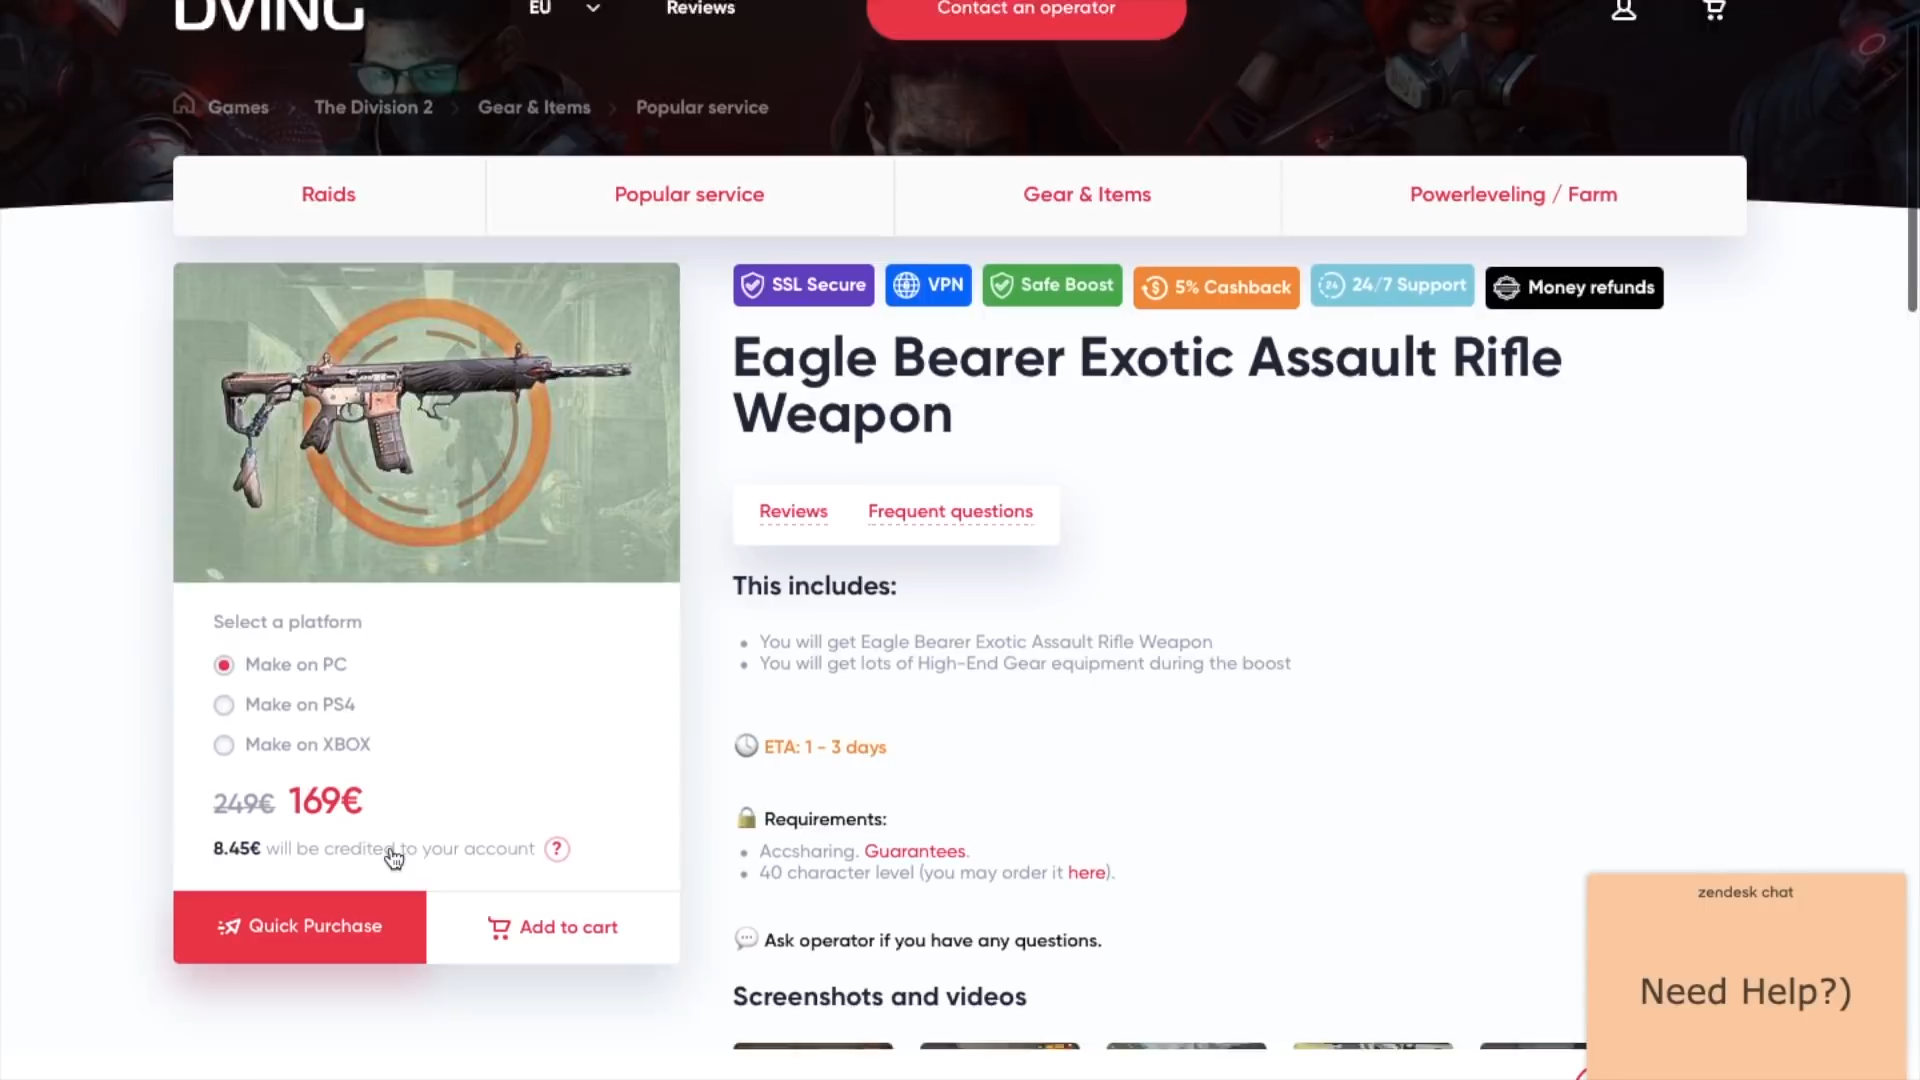 DVING
EU
Reviews
Contact an operator
Games
The Division 2
Gear & Items
Popular service
Raids
Popular service
Gear & Items
Powerleveling / Farm
SSL Secure
VPN
Safe Boost
5% Cashback
24/7 Support
Money refunds
Eagle Bearer Exotic Assault Rifle
Weapon
Reviews
Frequent questions
This includes:
You will get Eagle Bearer Exotic Assault Rifle Weapon
You will get lots of High-End Gear equipment during the boost
Select a platform
Make on PC
Make on PS4
Make on XBOX
249€ 169€
8.45€ will be credited to your account ?
Quick Purchase
Add to cart
ETA: 1 - 3 days
Requirements:
Accsharing. Guarantees.
40 character level (you may order it here).
Ask operator if you have any questions.
Screenshots and videos
zendesk chat
Need Help?)